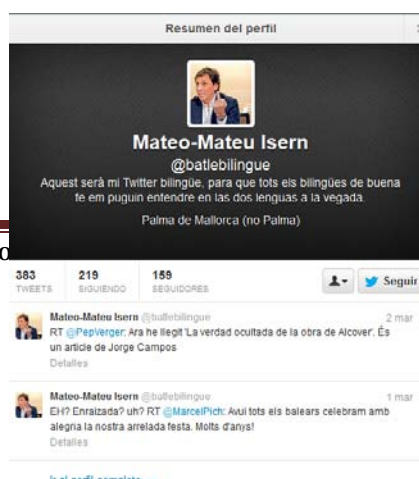 Resumen del perfil
Mateo-Mateu Isern
@batlebilingue
Aquest serà mi Twitter bilingüe, para que tots els bilingües de buena
fe em puguin entendre en las dos lenguas a la vegada.
Palma de Mallorca (no Palma)
383 219 159
TWEETS SIGUIENDO SEGUIDORES
Seguir
Mateo-Mateu Isern @batlebilingue 2 mar
RT @PepVerger: Ara he llegit 'La verdad ocultada de la obra de Alcover'. És
un article de Jorge Campos
Detalles
Mateo-Mateu Isern @batlebilingue 1 mar
EH? Enraizada? uh? RT @MarcelPich: Avui tots els balears celebram amb
alegria la nostra arrelada festa. Molts d'anys!
Detalles